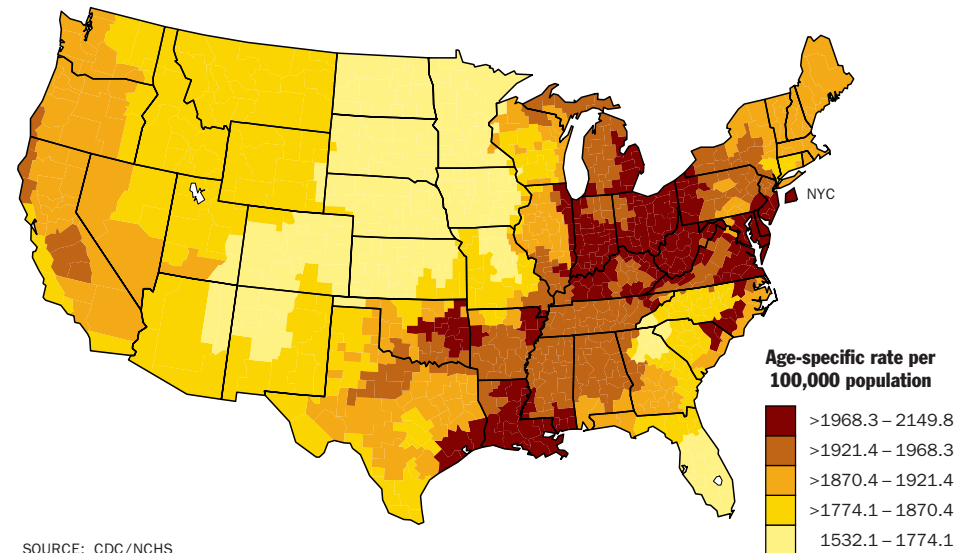 NYC
Age-specific rate per
100,000 population
>1968.3 – 2149.8
>1921.4 – 1968.3
>1870.4 – 1921.4
>1774.1 – 1870.4
1532.1 – 1774.1
SOURCE: CDC/NCHS